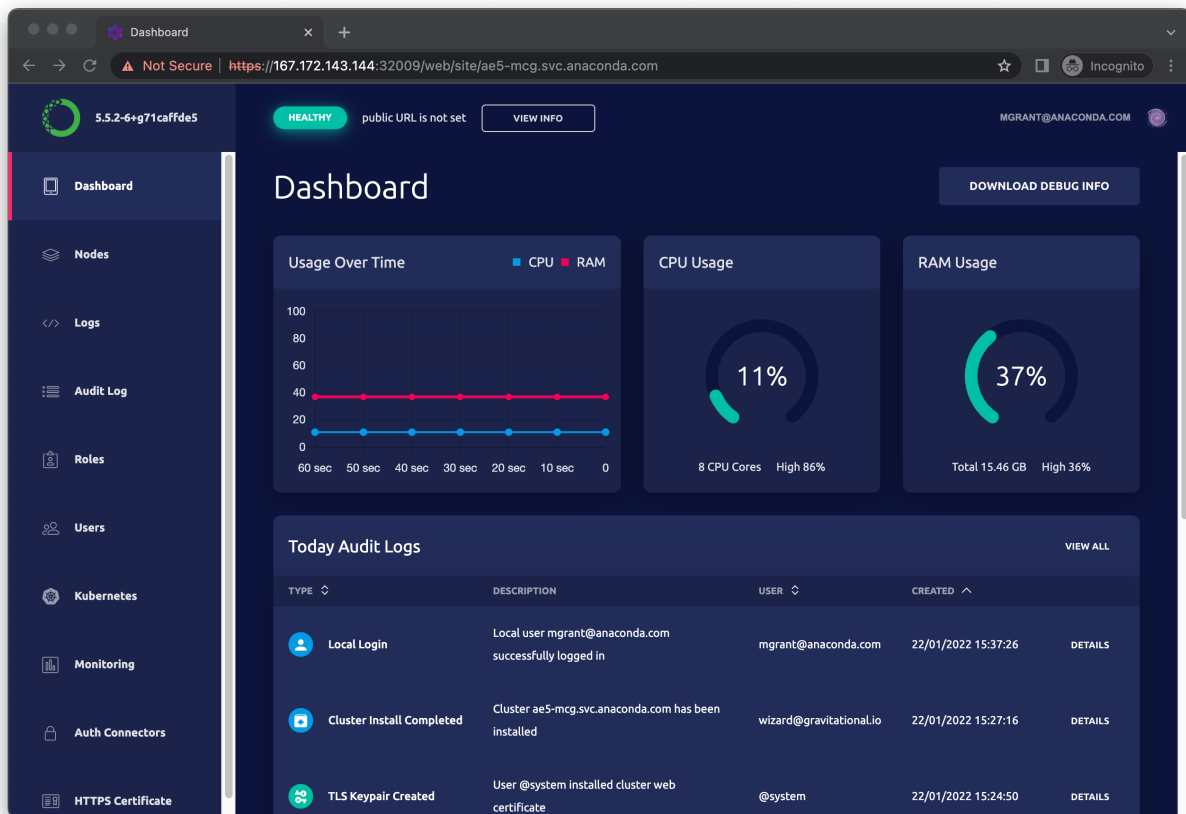 Dashboard
Not Secure | https://167.172.143.144:32009/web/site/ae5-mcg.svc.anaconda.com
Incognito
5.5.2-6+g71caffde5
HEALTHY
public URL is not set
VIEW INFO
MGRANT@ANACONDA.COM
Dashboard
Nodes
Logs
Audit Log
Roles
Users
Kubernetes
Monitoring
Auth Connectors
HTTPS Certificate
Dashboard
DOWNLOAD DEBUG INFO
Usage Over Time
CPU
RAM
100
80
60
40
20
0
60 sec 50 sec 40 sec 30 sec 20 sec 10 sec 0
CPU Usage
11%
8 CPU Cores High 86%
RAM Usage
37%
Total 15.46 GB High 36%
Today Audit Logs
VIEW ALL
TYPE DESCRIPTION USER CREATED
Local Login
Local user mgrant@anaconda.com
successfully logged in
mgrant@anaconda.com
22/01/2022 15:37:26
DETAILS
Cluster Install Completed
Cluster ae5-mcg.svc.anaconda.com has been
installed
wizard@gravitational.io
22/01/2022 15:27:16
DETAILS
TLS Keypair Created
User @system installed cluster web
certificate
@system
22/01/2022 15:24:50
DETAILS